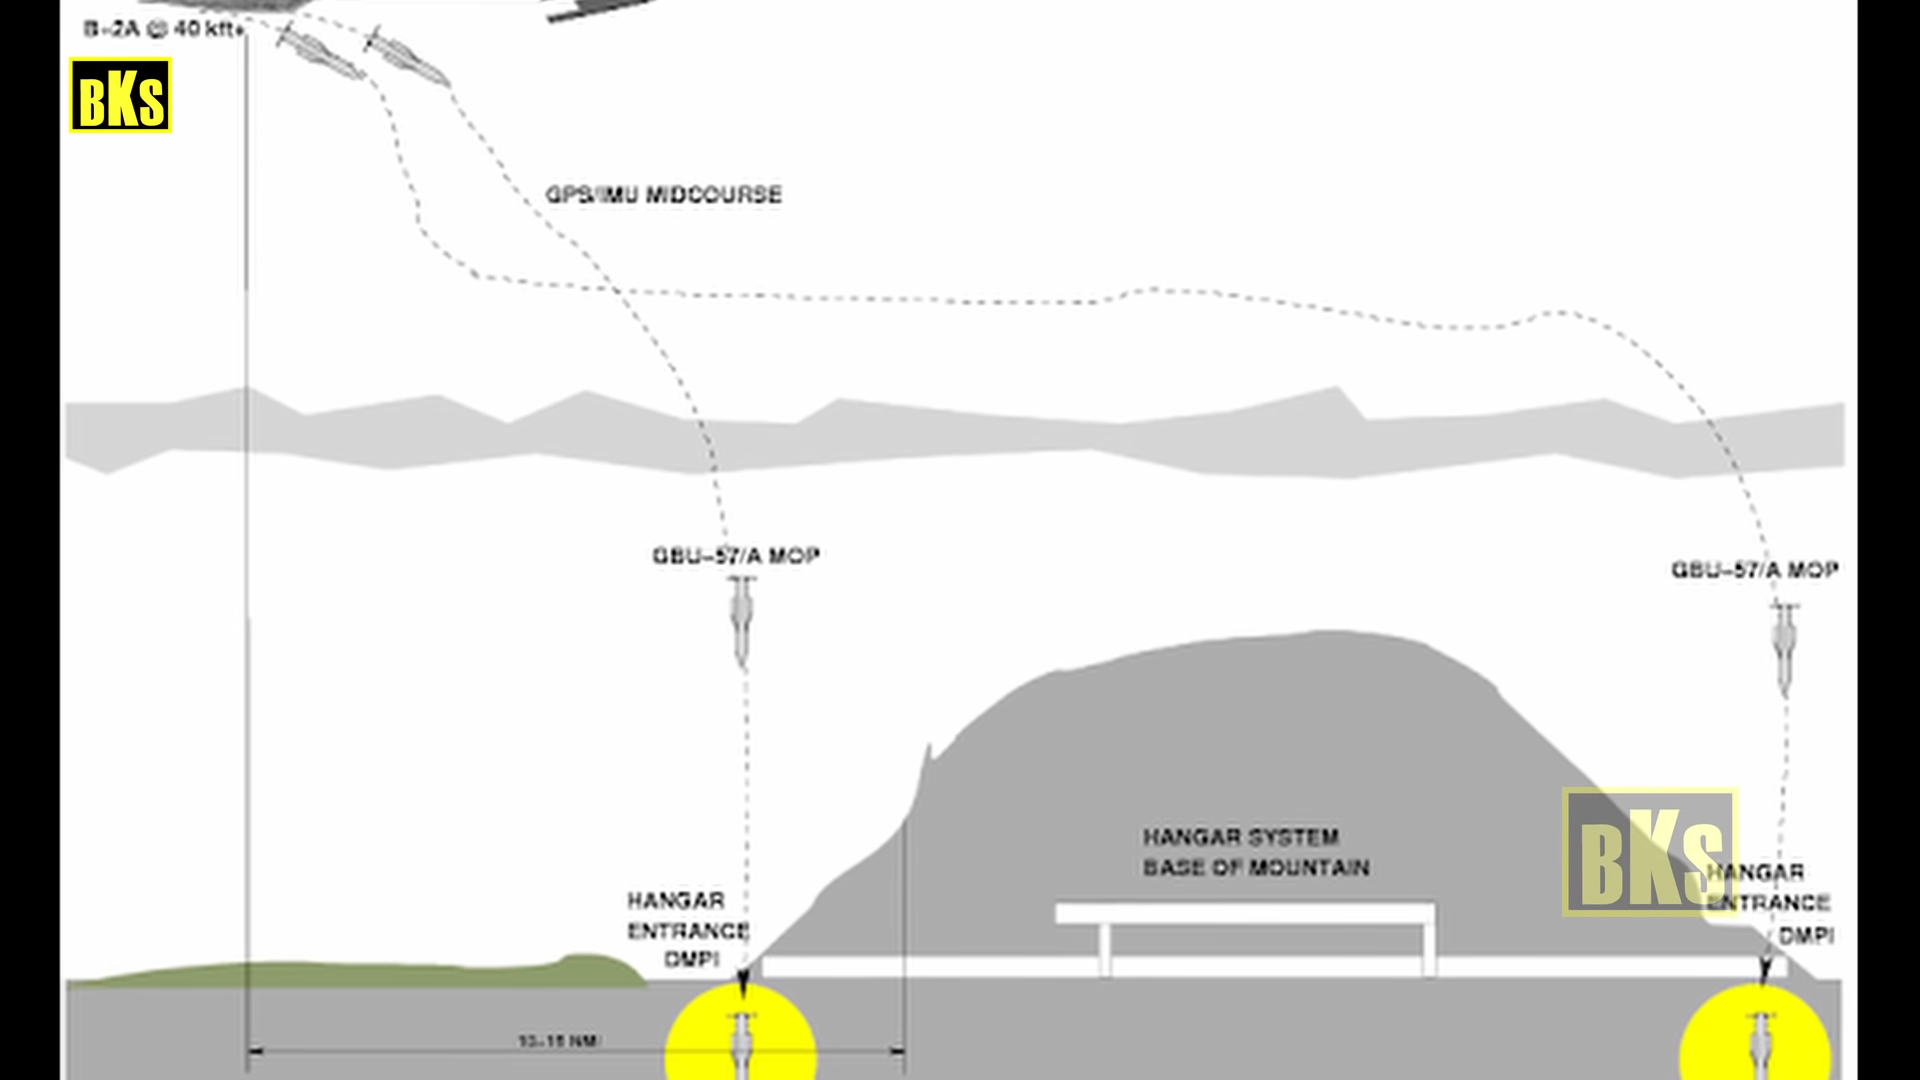 B-2A @ 40 kft
BKS
GPS/IMU MIDCOURSE
GBU-57/A MOP
GBU-57/A MOP
HANGAR SYSTEM
BASE OF MOUNTAIN
BKS
HANGAR
ENTRANCE
DMPI
HANGAR
ENTRANCE
DMPI
NM